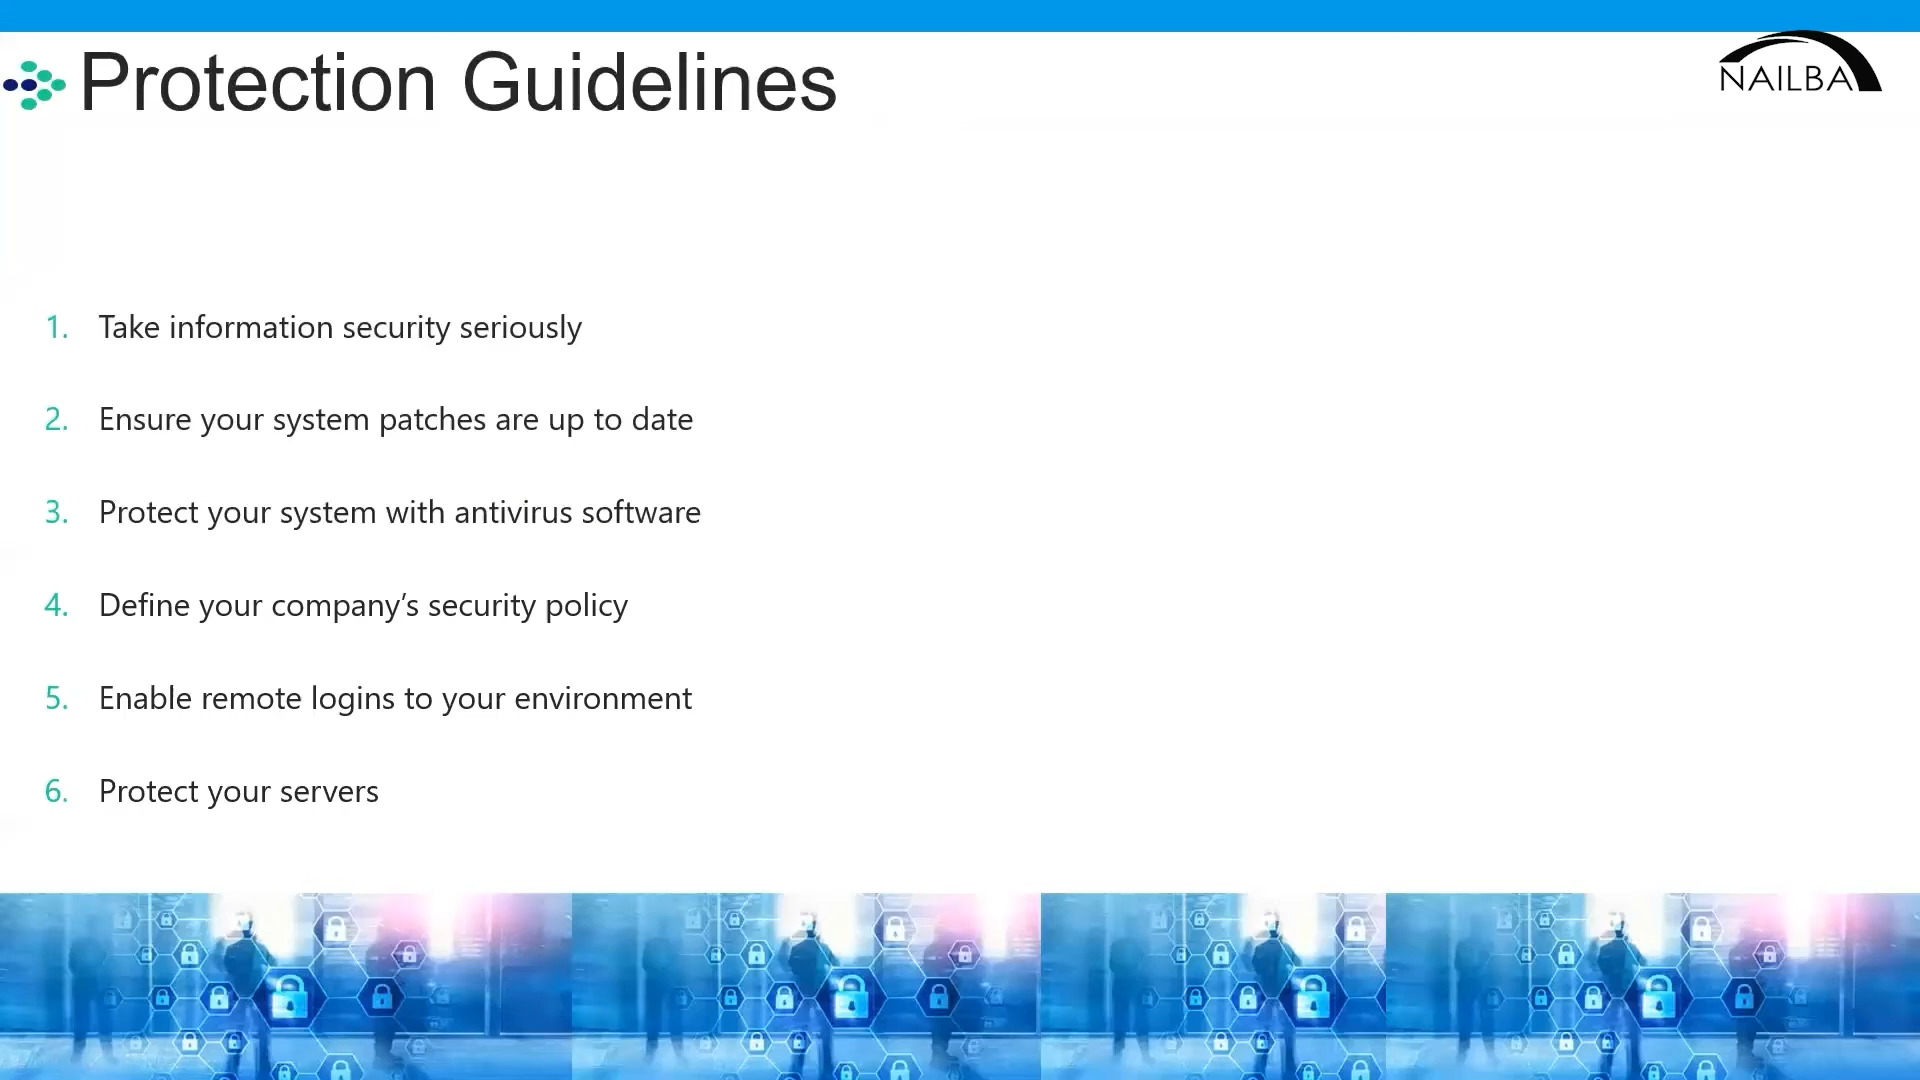 Protection Guidelines
NAILBA
1. Take information security seriously
2. Ensure your system patches are up to date
3. Protect your system with antivirus software
4. Define your company’s security policy
5. Enable remote logins to your environment
6. Protect your servers